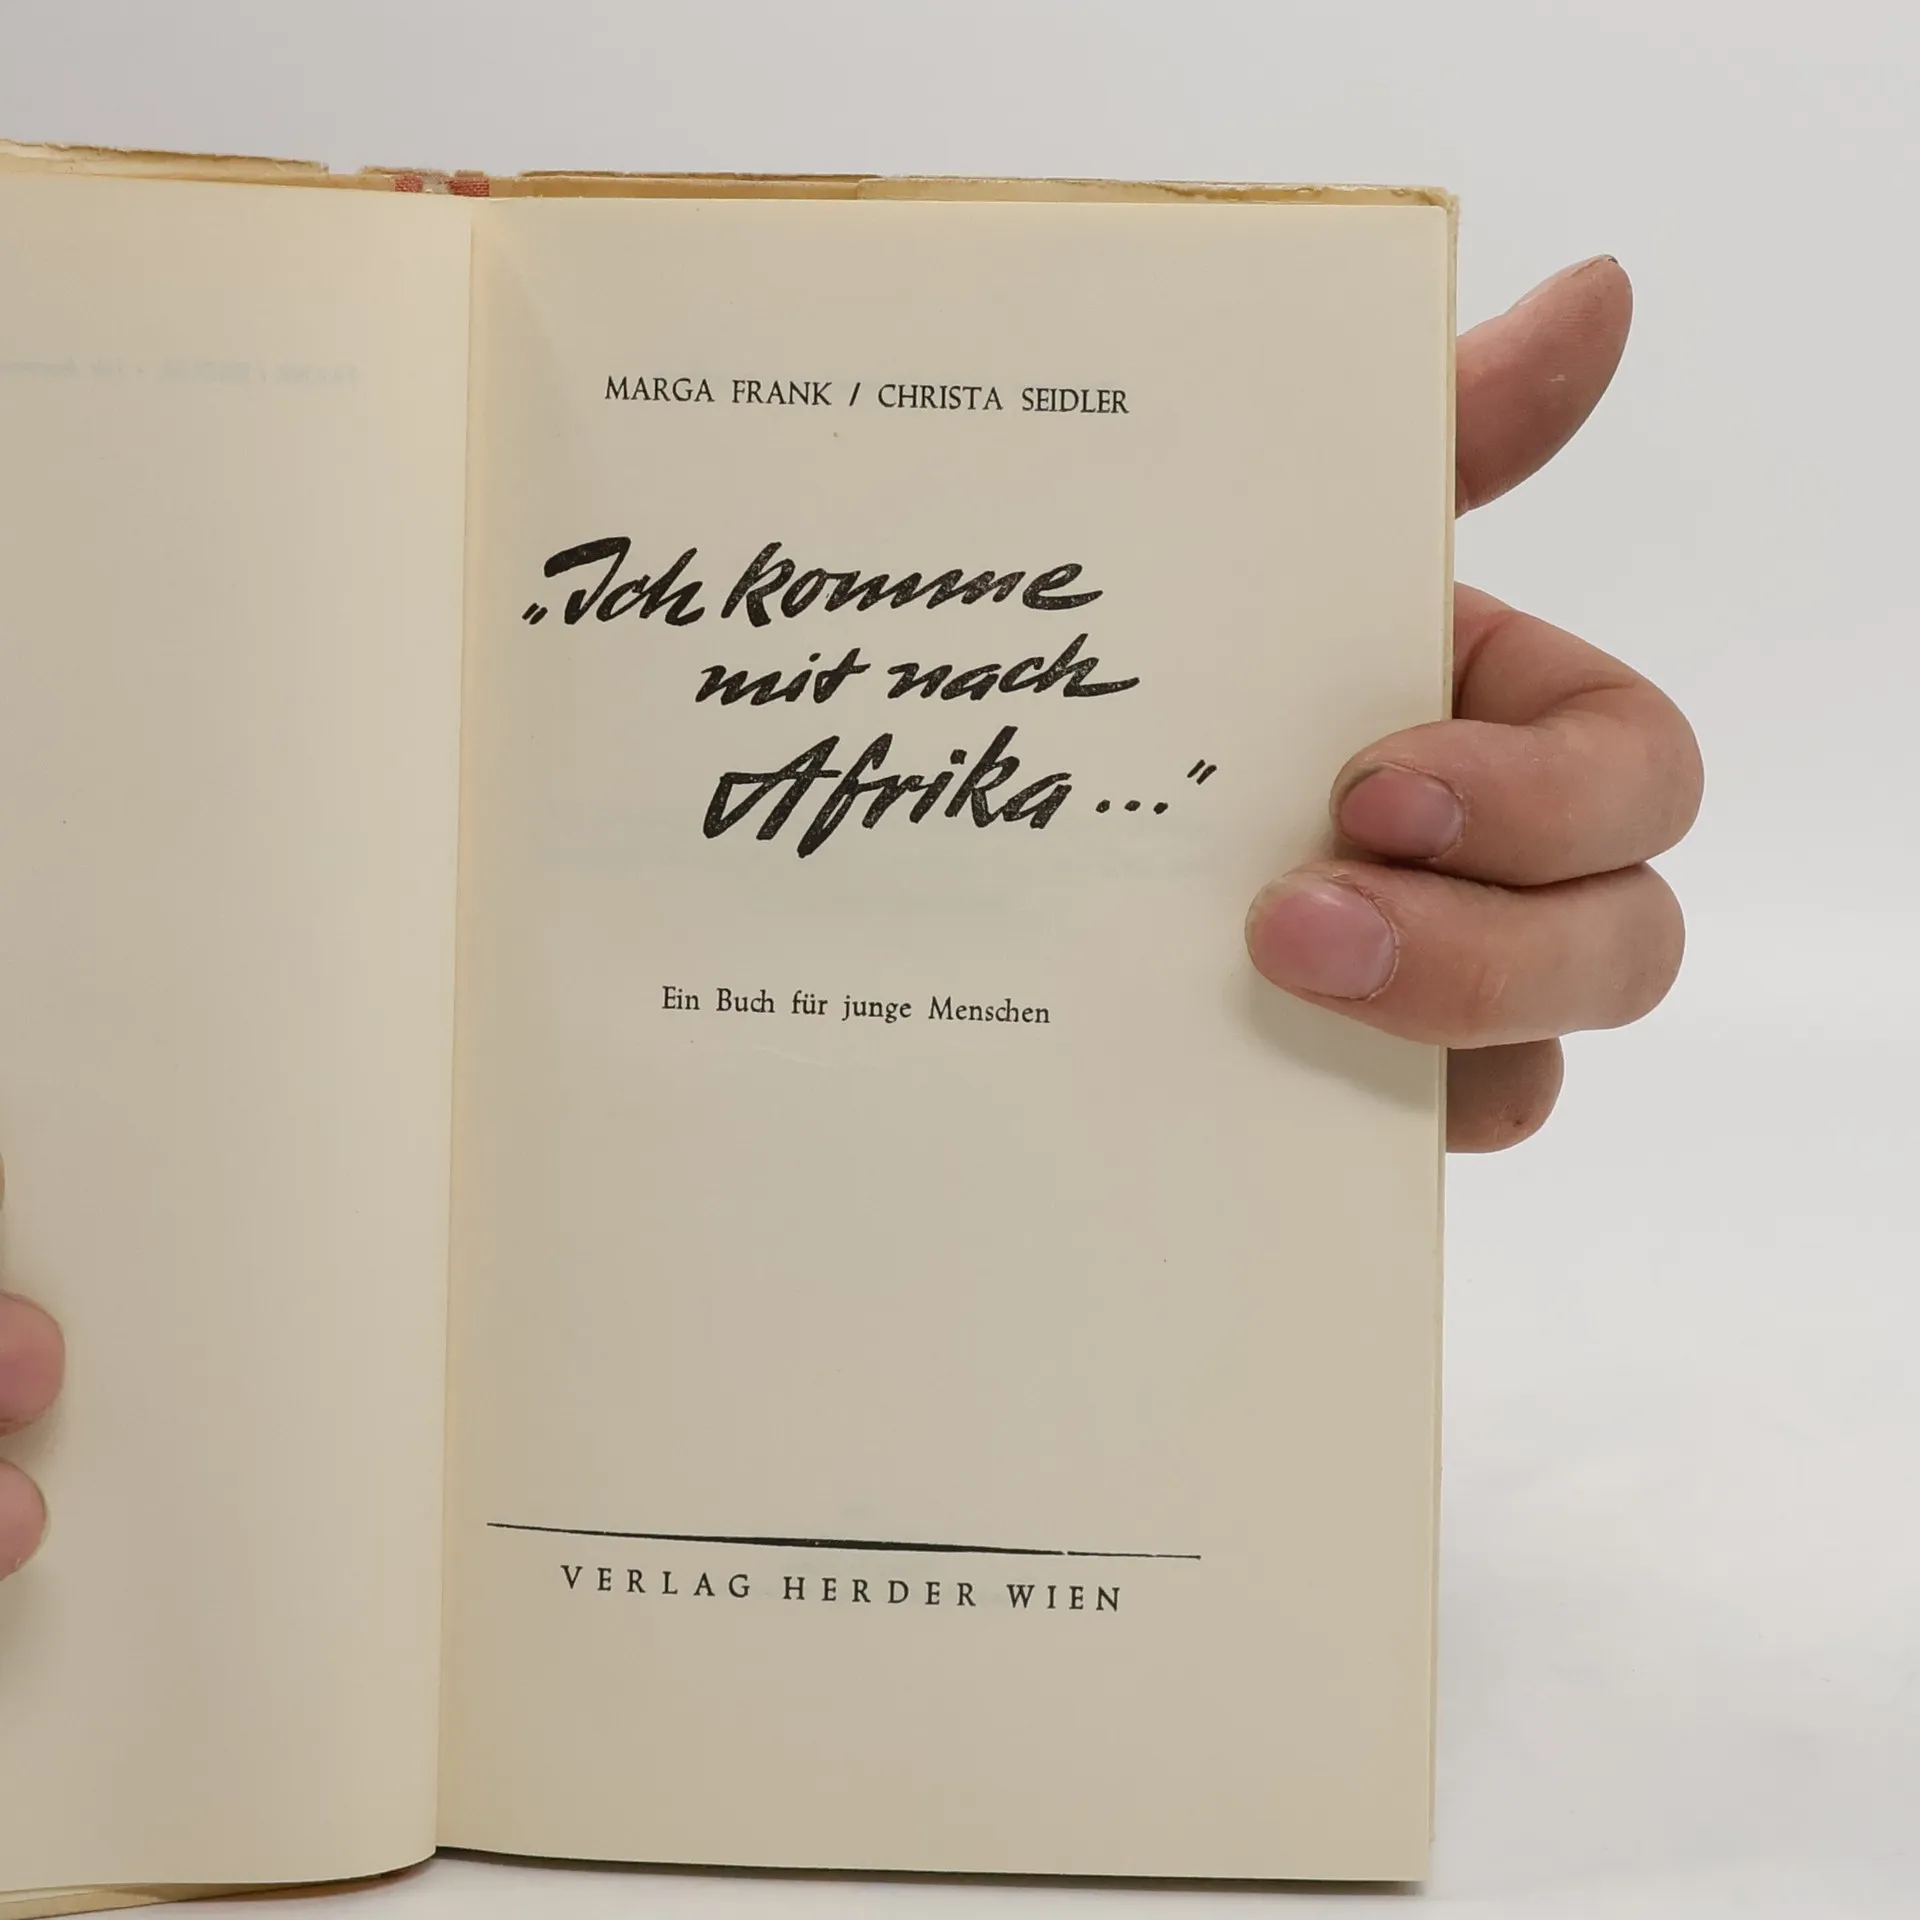 MARGA FRANK / CHRISTA SEIDLER
„Ich komme
mit nach
Afrika ..."
Ein Buch für junge Menschen
VERLAG HERDER WIEN